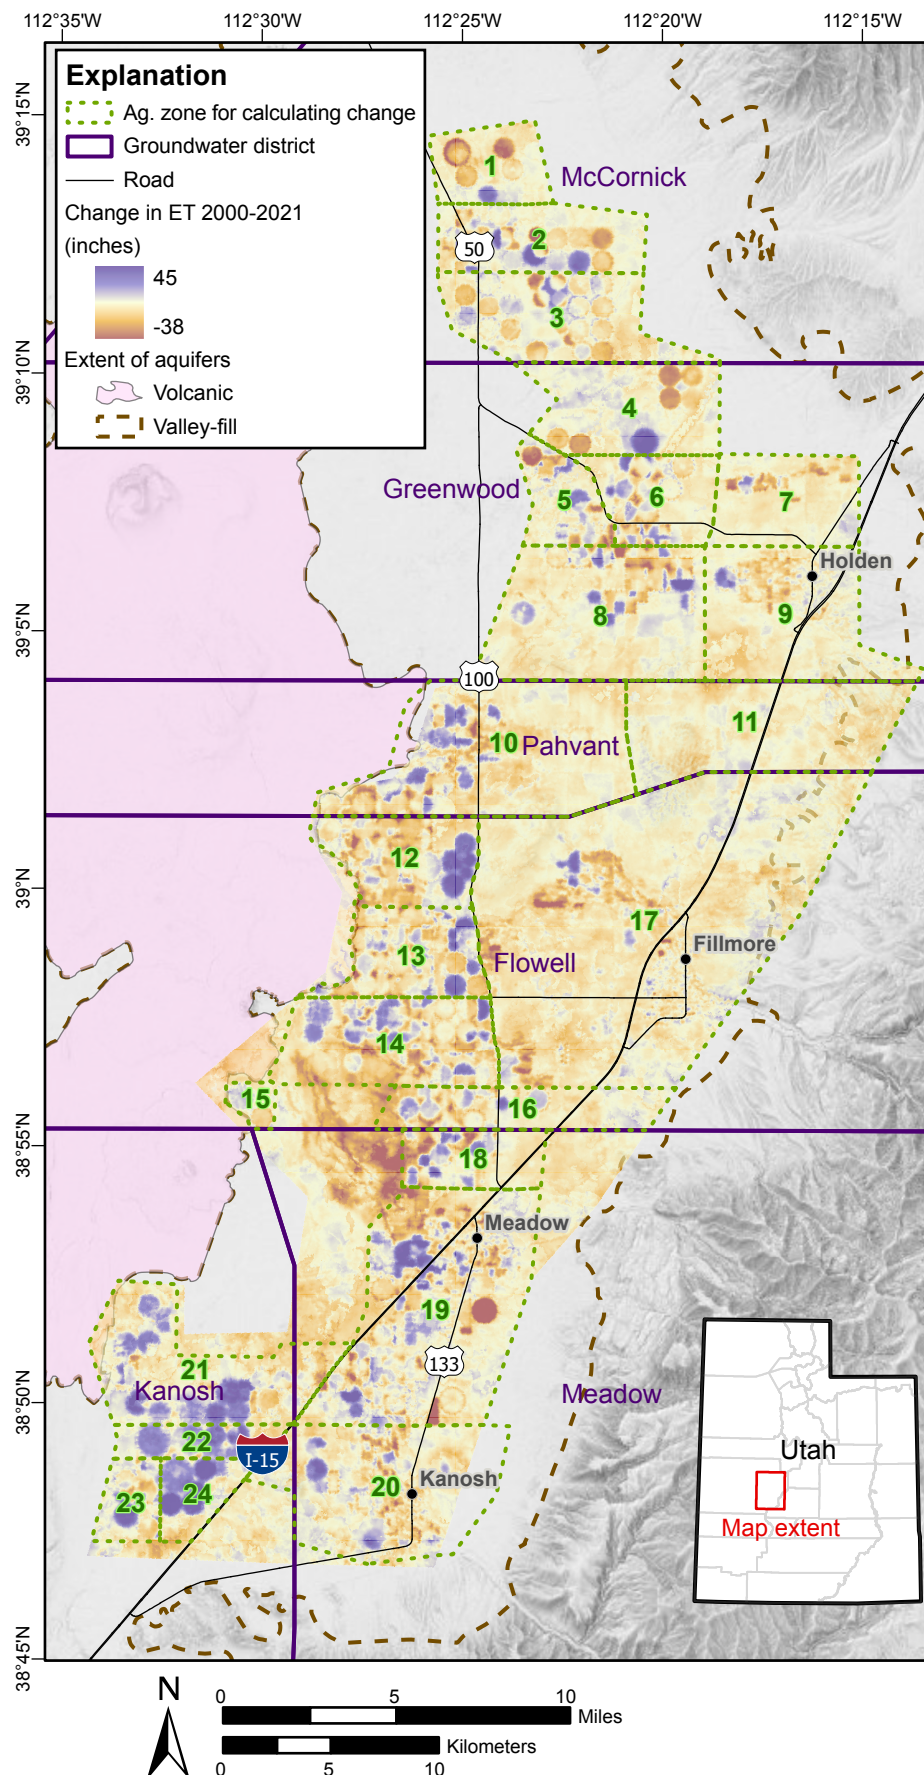 112°35'W 112°30'W 112°25'W 112°20'W 112°15'W
39°15'N
39°10'N
39°5'N
39°N
38°55'N
38°50'N
38°45'N
Explanation
Ag. zone for calculating change
Groundwater district
Road
Change in ET 2000-2021
(inches)
45
-38
Extent of aquifers
Volcanic
Valley-fill
1
McCornick
2
50
3
4
Greenwood
5
6
7
Holden
8
9
100
10
Pahvant
11
12
17
Fillmore
13
Flowell
14
15
16
18
Meadow
19
133
21
Kanosh
Meadow
22
I-15
20
Kanosh
23
24
Utah
Map extent
N
0 5 10
Miles
Kilometers
0 5 10